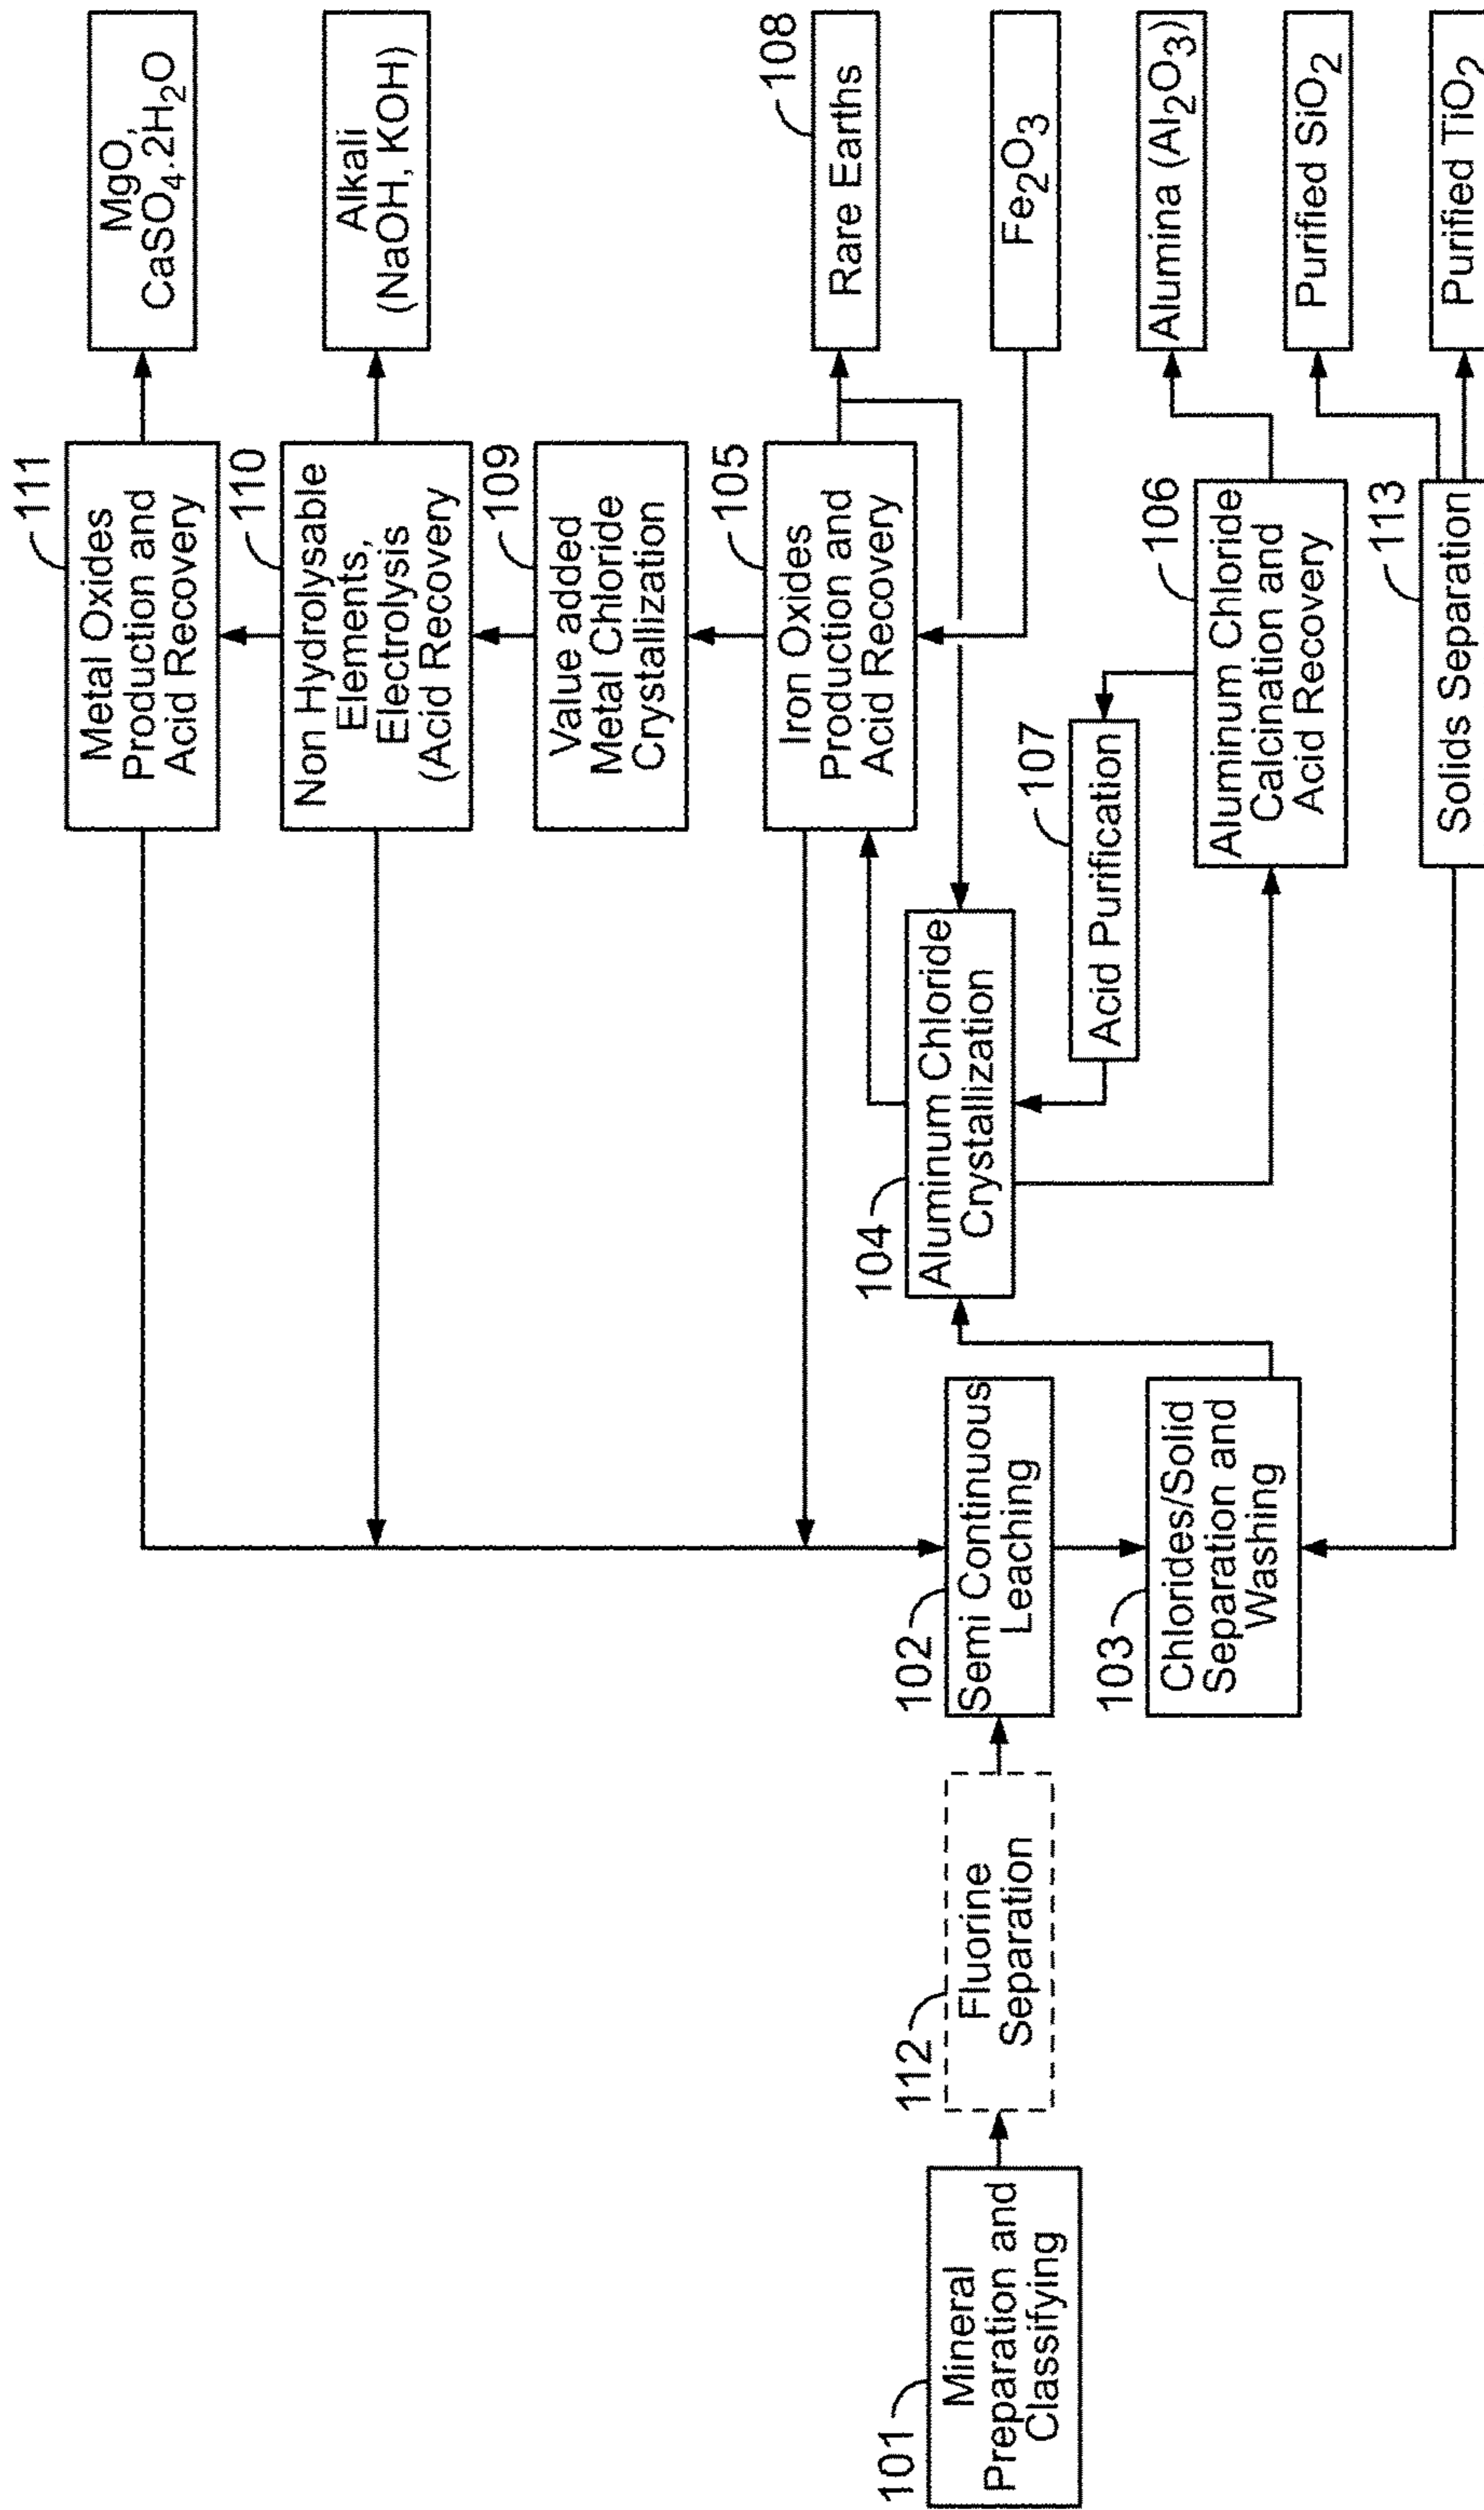 101
Mineral
Preparation and
Classifying
112
Fluorine
Separation
102
Semi Continuous
Leaching
103
Chlorides/Solid
Separation and
Washing
104
Aluminum Chloride
Crystallization
107
Acid Purification
111
Metal Oxides
Production and
Acid Recovery
110
Non Hydrolysable
Elements,
Electrolysis
(Acid Recovery
109
Value added
Metal Chloride
Crystallization
105
Iron Oxides
Production and
Acid Recovery
106
Aluminum Chloride
Calcination and
Acid Recovery
113
Solids Separation
MgO,
CaSO4.2H2O
Alkali
(NaOH, KOH)
108
Rare Earths
Fe2O3
Alumina (Al2O3)
Purified SiO2
Purified TiO2